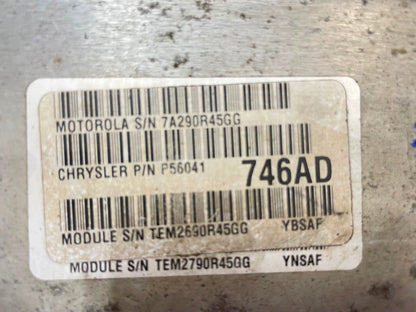 MOTOROLA S/N 7A290R45GG
CHRYSLER P/N P56041 746AD
MODULE S/N TEM2690R45GG YBSAF
MODULE S/N TEM2790R45GG YNSAF